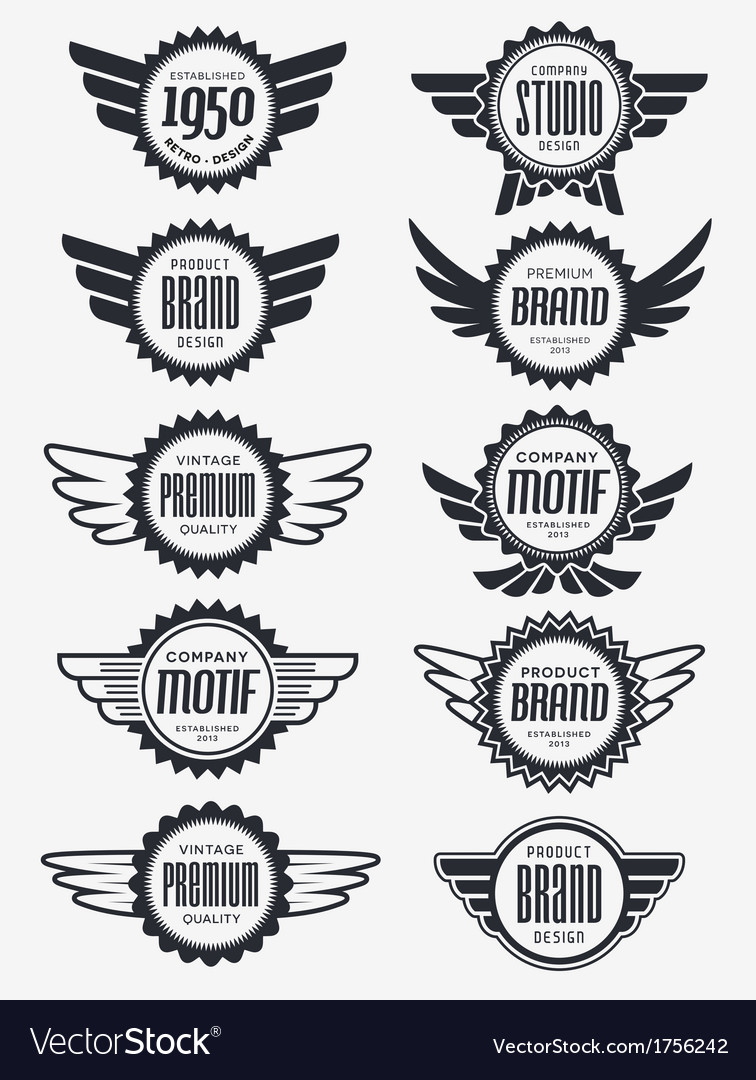 ESTABLISHED
1950
RETRO · DESIGN
COMPANY
STUDIO
DESIGN
PRODUCT
BRaND
DESIGN
PREMIUM
BRAND
ESTABLISHED
2013
VINTAGE
PREMIUM
QUALITY
COMPANY
MOTIF
ESTABLISHED
2013
COMPANY
MOTIF
ESTABLISHED
2013
PRODUCT
BRAND
ESTABLISHED
2013
VINTAGE
PREMIUM
QUALITY
PRODUCT
BRaND
DESIGN
VectorStock®
VectorStock.com/1756242